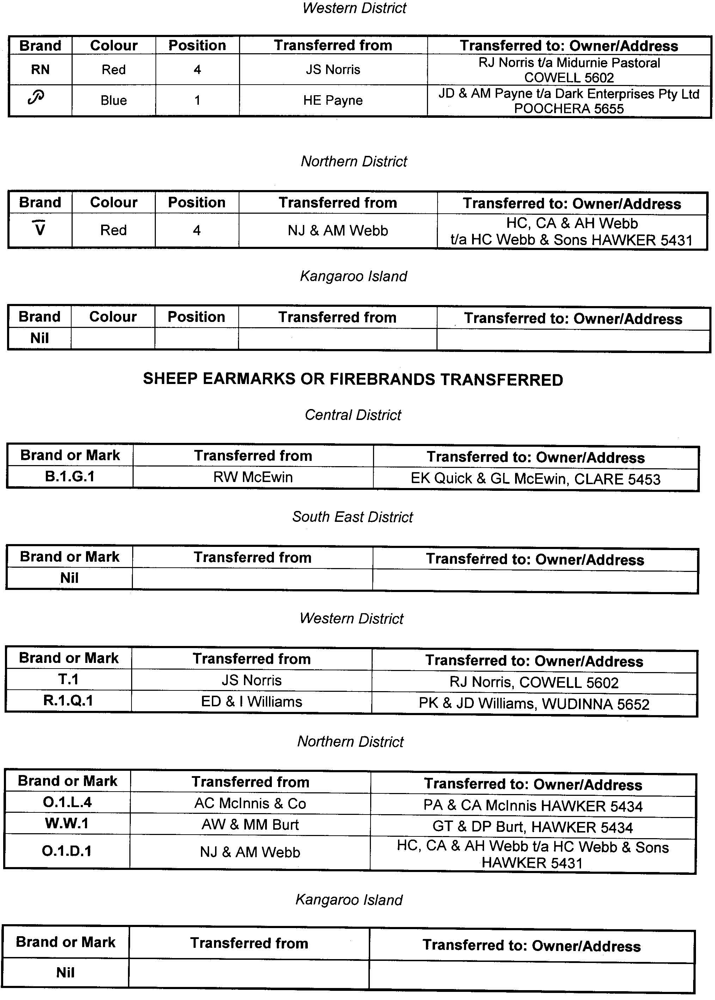 Western District
Brand Colour Position Transferred from Transferred to: Owner/Address
RN Red 4 JS Norris RJ Norris t/a Midurnie Pastoral
COWELL 5602
Blue 1 HE Payne JD & AM Payne t/a Dark Enterprises Pty Ltd
POOCHERA 5655
Northern District
Brand Colour Position Transferred from Transferred to: Owner/Address
V̅ Red 4 NJ & AM Webb HC, CA & AH Webb
t/a HC Webb & Sons HAWKER 5431
Kangaroo Island
Brand Colour Position Transferred from Transferred to: Owner/Address
Nil
SHEEP EARMARKS OR FIREBRANDS TRANSFERRED
Central District
Brand or Mark Transferred from Transferred to: Owner/Address
B.1.G.1 RW McEwin EK Quick & GL McEwin, CLARE 5453
South East District
Brand or Mark Transferred from Transferred to: Owner/Address
Nil
Western District
Brand or Mark Transferred from Transferred to: Owner/Address
T.1 JS Norris RJ Norris, COWELL 5602
R.1.Q.1 ED & I Williams PK & JD Williams, WUDINNA 5652
Northern District
Brand or Mark Transferred from Transferred to: Owner/Address
O.1.L.4 AC McInnis & Co PA & CA McInnis HAWKER 5434
W.W.1 AW & MM Burt GT & DP Burt, HAWKER 5434
O.1.D.1 NJ & AM Webb HC, CA & AH Webb t/a HC Webb & Sons
HAWKER 5431
Kangaroo Island
Brand or Mark Transferred from Transferred to: Owner/Address
Nil